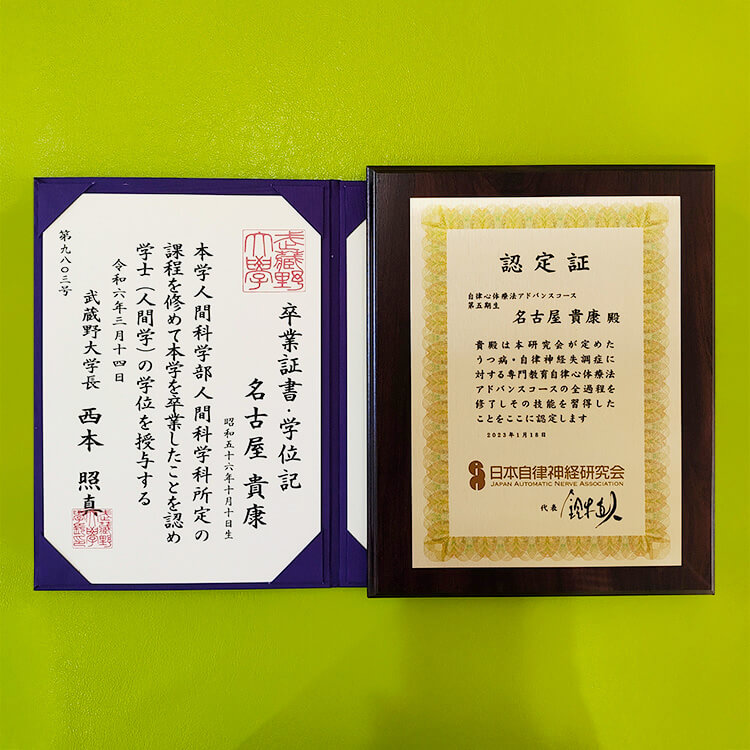 武蔵野大學
卒業証書・学位記
名古屋 貴康
昭和五十六年十月十日生
本学人間科学部人間科学科所定の
課程を修めて本学を卒業したことを認め
学士（人間学）の学位を授与する
令和六年三月十四日
武蔵野大学長 西本 照真
第九八〇三号
認定証
自律心体療法アドバンスコース
第五期生
名古屋 貴康 殿
貴殿は本研究会が定めた
うつ病・自律神経失調症に
対する専門教育自律心体療法
アドバンスコースの全過程を
修了しその技能を習得した
ことをここに認定します
2023年1月18日
日本自律神経研究会
JAPAN AUTOMATIC NERVE ASSOCIATION
代表